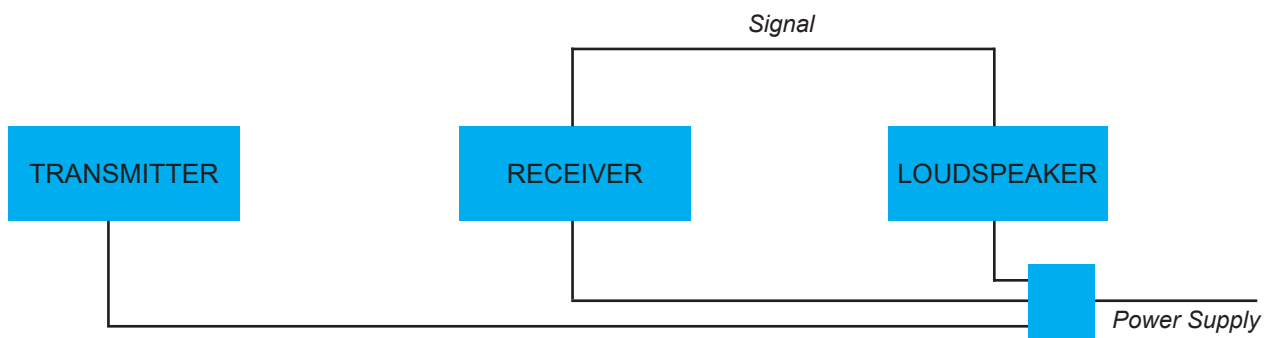 Signal
TRANSMITTER
RECEIVER
LOUDSPEAKER
Power Supply